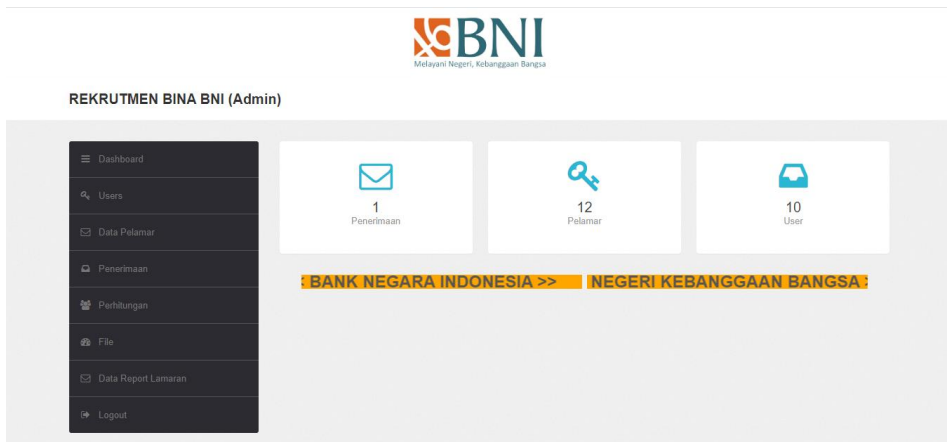 BNI
Melayani Negeri, Kebanggaan Bangsa
REKRUTMEN BINA BNI (Admin)
Dashboard
Users
Data Pelamar
Penerimaan
Perhitungan
File
Data Report Lamaran
Logout
1
Penerimaan
12
Pelamar
10
User
BANK NEGARA INDONESIA >> NEGERI KEBANGGAAN BANGSA